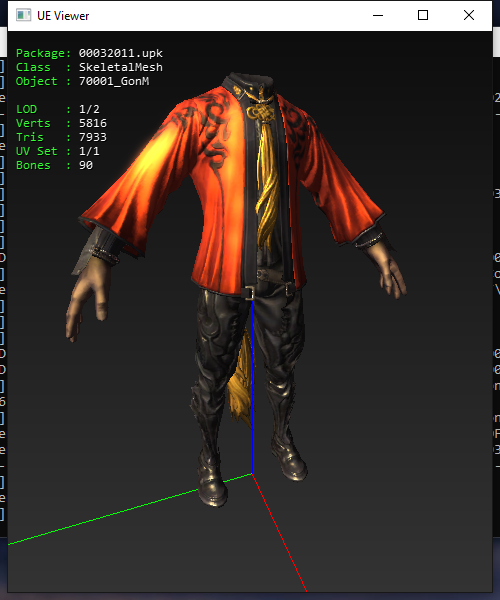 UE Viewer
Package: 00032011.upk
Class  : SkeletalMesh
Object : 70001_GonM
LOD    : 1/2
Verts  : 5816
Tris   : 7933
UV Set : 1/1
Bones  : 90